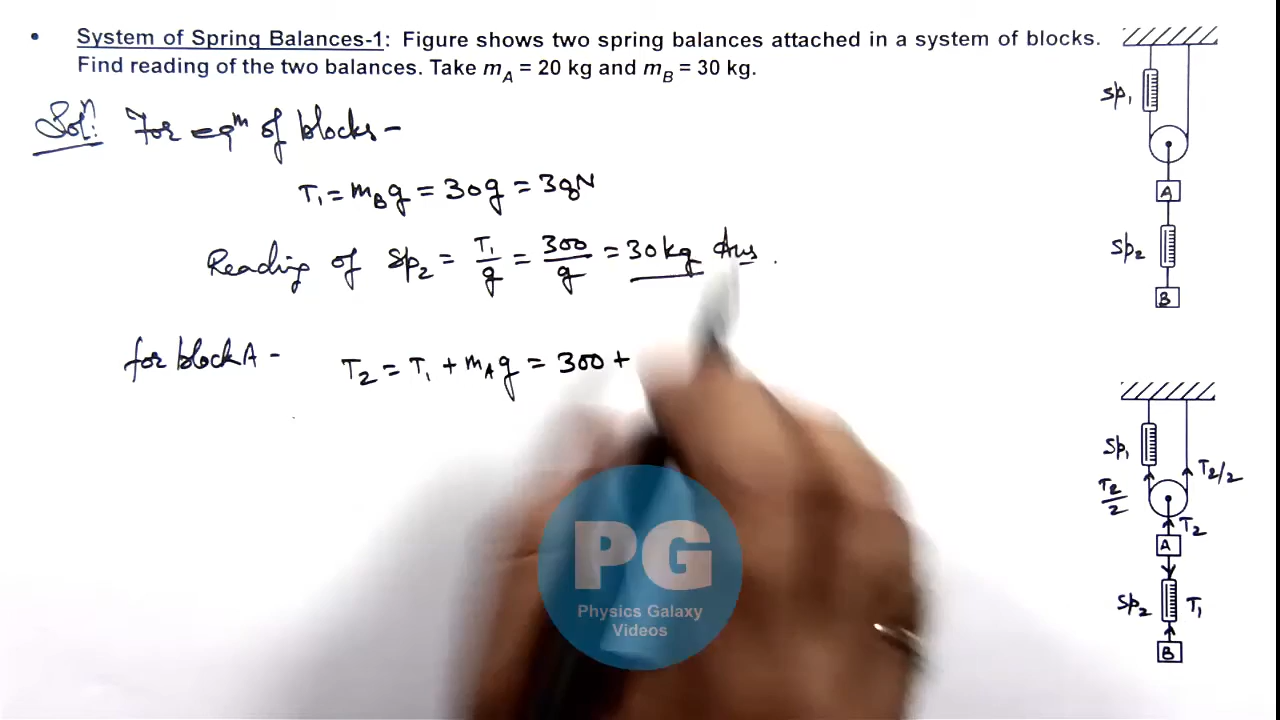 • System of Spring Balances-1: Figure shows two spring balances attached in a system of blocks.
Find reading of the two balances. Take mA = 20 kg and mB = 30 kg.
Solⁿ: For eqᵐ of blocks –
T₁ = mBg = 30g = 300N
Reading of Sp₂ = T₁/g = 300/g = 30 kg Ans.
for block A – T₂ = T₁ + mAg = 300 +
Sp₁
A
Sp₂
B
Sp₁
T₂/2
T₂/2
T₂
A
Sp₂ T₁
B
PG
Physics Galaxy
Videos